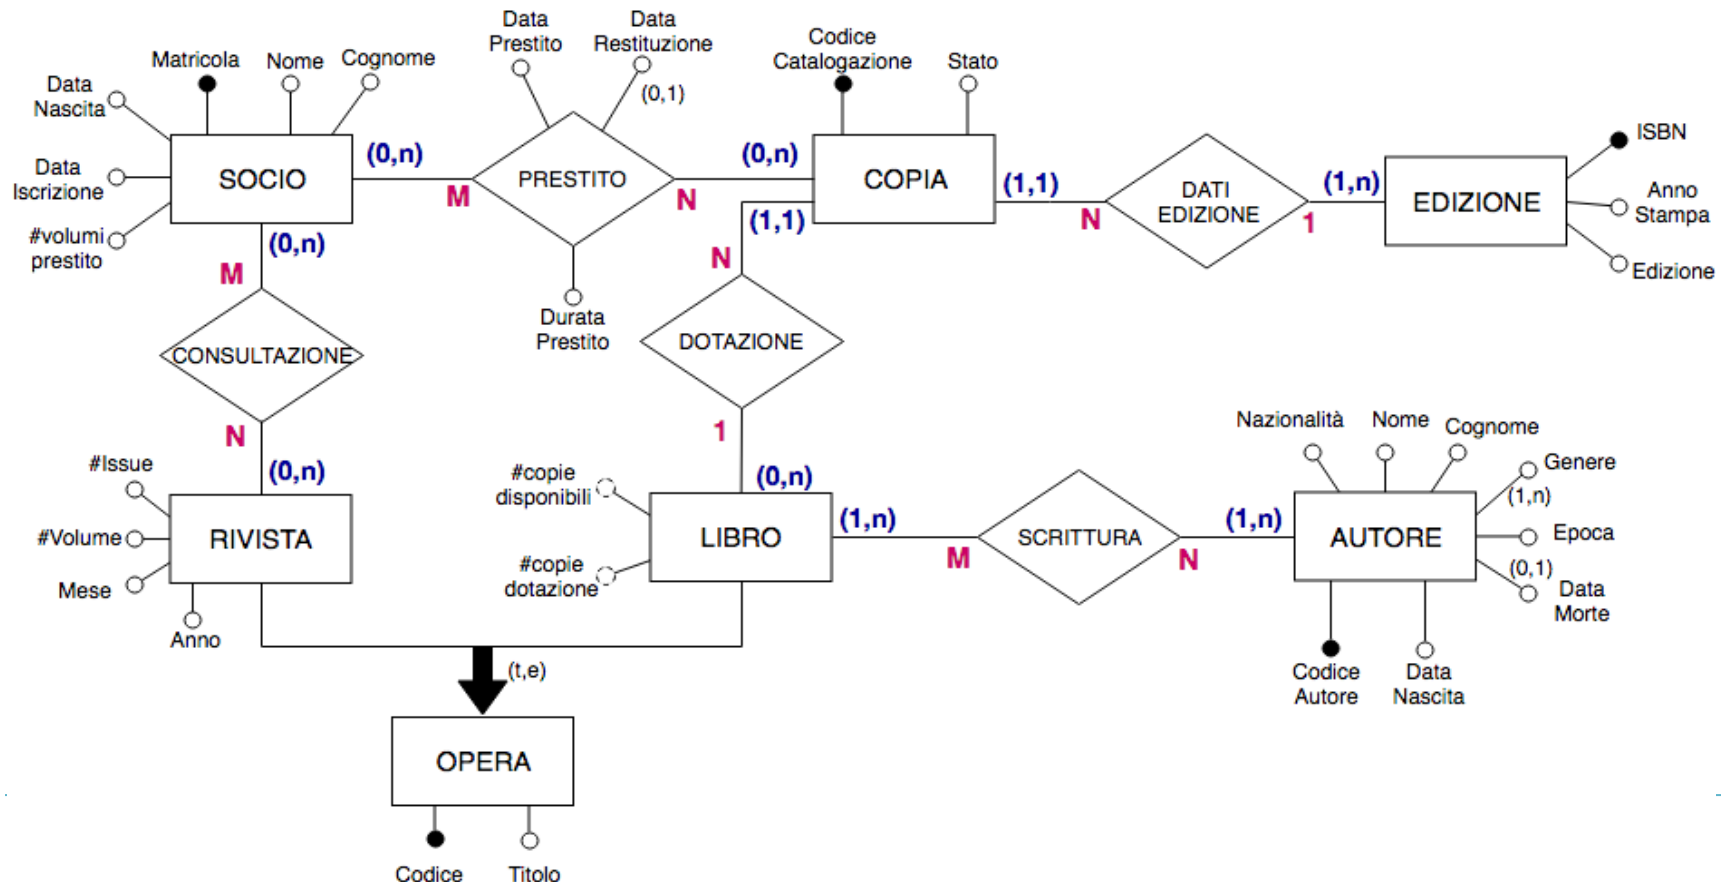 Data
Prestito
Data
Restituzione
(0,1)
Matricola
Nome
Cognome
Data
Nascita
Data
Iscrizione
#volumi
prestito
SOCIO
(0,n)
M
PRESTITO
N
(0,n)
Durata
Prestito
Codice
Catalogazione
Stato
COPIA
(1,1)
N
DATI
EDIZIONE
1
(1,n)
EDIZIONE
ISBN
Anno
Stampa
Edizione
(0,n)
M
CONSULTAZIONE
N
(0,n)
(1,1)
N
DOTAZIONE
1
(0,n)
#Issue
#Volume
Mese
Anno
RIVISTA
#copie
disponibili
#copie
dotazione
LIBRO
(1,n)
M
SCRITTURA
N
(1,n)
AUTORE
Nazionalità
Nome
Cognome
Genere
(1,n)
Epoca
(0,1)
Data
Morte
Codice
Autore
Data
Nascita
(t,e)
OPERA
Codice
Titolo